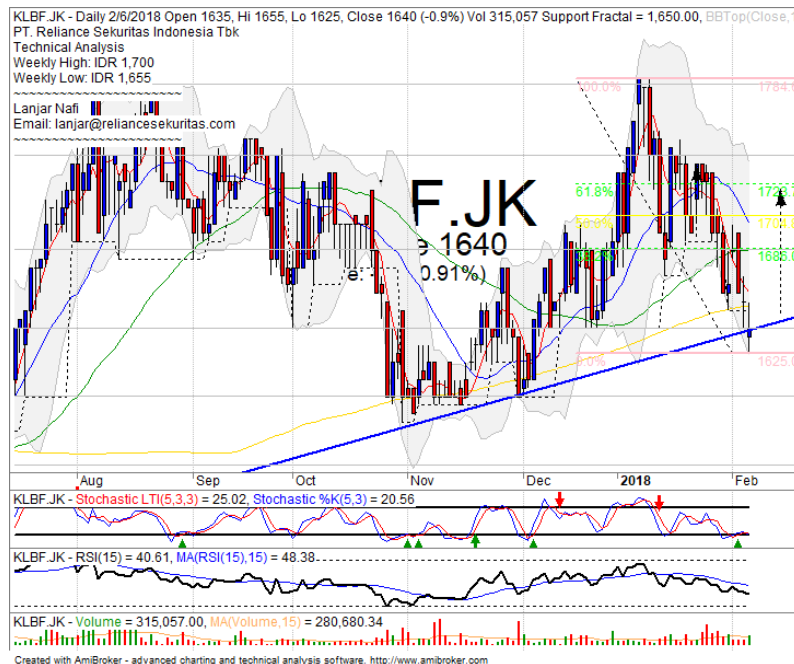 KLBF.JK - Daily 2/6/2018 Open 1635, Hi 1655, Lo 1625, Close 1640 (-0.9%) Vol 315,057 Support Fractal = 1,650.00, BBTop(Close,
PT. Reliance Sekuritas Indonesia Tbk
Technical Analysis
Weekly High: IDR 1,700
Weekly Low: IDR 1,655
~~~~~~~~~~~~~~~~~~~~~~
Lanjar Nafi
Email: lanjar@reliancesekuritas.com
~~~~~~~~~~~~~~~~~~~~~~
100.0% 1784.
F.JK
61.8%
e 1640
38.2% 1686.
0.91%)
0.0% 1625.
Aug Sep Oct Nov Dec 2018 Feb
KLBF.JK - Stochastic LTI(5,3,3) = 25.02, Stochastic %K(5,3) = 20.56
KLBF.JK - RSI(15) = 40.61, MA(RSI(15),15) = 48.38
KLBF.JK - Volume = 315,057.00, MA(Volume,15) = 280,680.34
Created with AmiBroker - advanced charting and technical analysis software. http://www.amibroker.com